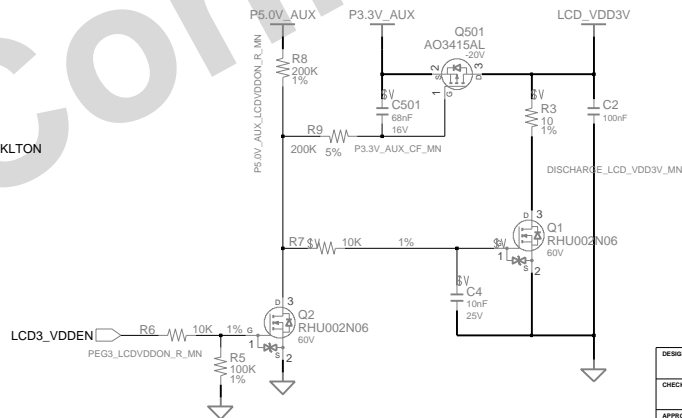 Com
P5.0V_AUX
P3.3V_AUX
LCD_VDD3V
Q501
AO3415AL
-20V
R8
200K
1%
P5.0V_AUX_LCDVDDON_R_MN
2
S
D
3
1
G
C501
68nF
16V
R3
10
1%
C2
100nF
KLTON
R9
200K
5%
P3.3V_AUX_CF_MN
DISCHARGE_LCD_VDD3V_MN
D
3
Q1
RHU002N06
60V
R7
10K
1%
G
1
S
2
C4
10nF
25V
D
3
Q2
RHU002N06
60V
LCD3_VDDEN
R6
10K
1%
G
1
S
2
PEG3_LCDVDDON_R_MN
R5
100K
1%
DESIG
CHECK
APPRO